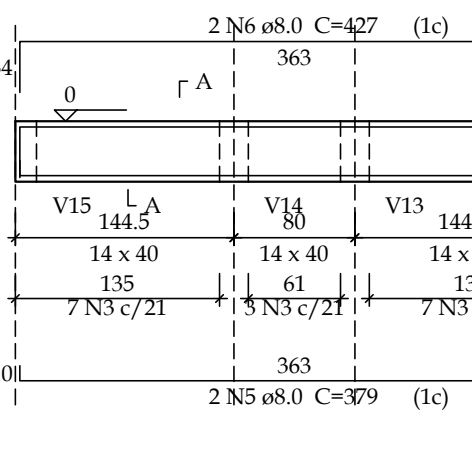 2 N6 ø8.0 C=427 (1c)
363
4
A
0
V15 A V14 V13
144.5 80 144
14 x 40 14 x 40 14 x
135 61 13
7 N3 c/21 3 N3 c/21 7 N3
363
0
2 N5 ø8.0 C=379 (1c)